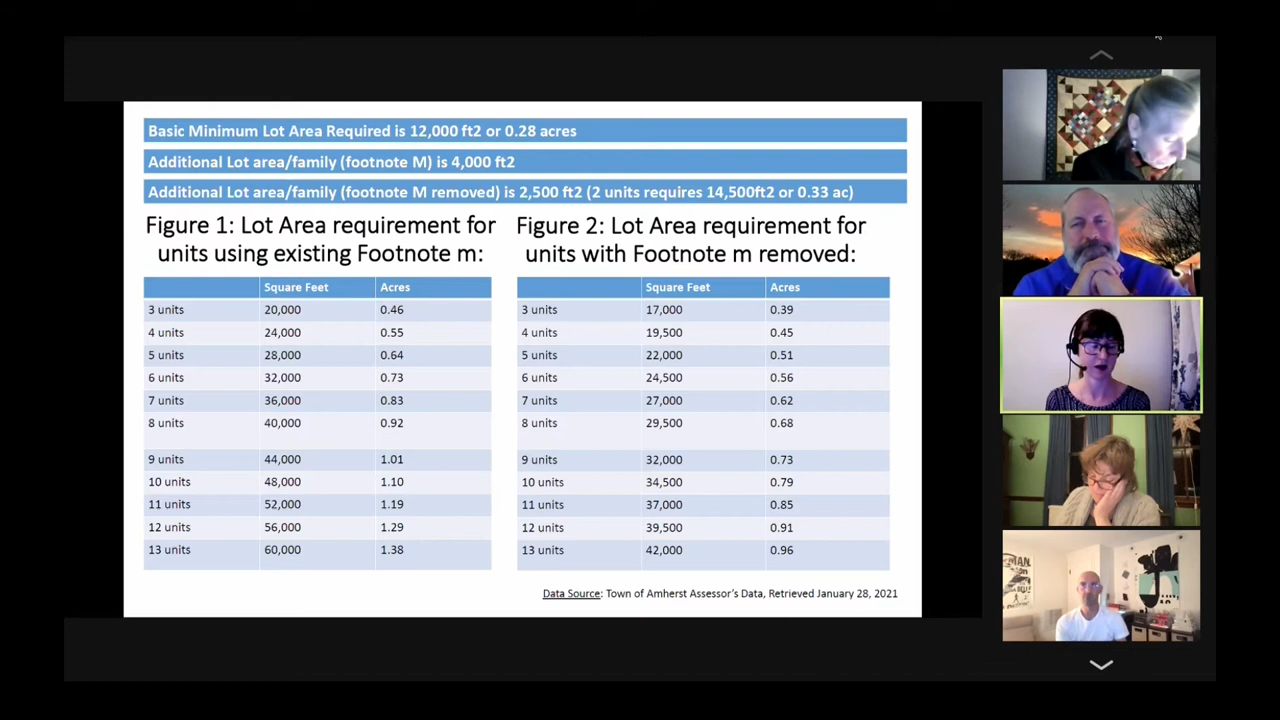 Basic Minimum Lot Area Required is 12,000 ft2 or 0.28 acres
Additional Lot area/family (footnote M) is 4,000 ft2
Additional Lot area/family (footnote M removed) is 2,500 ft2 (2 units requires 14,500ft2 or 0.33 ac)
Figure 1: Lot Area requirement for
units using existing Footnote m:
Square Feet Acres
3 units 20,000 0.46
4 units 24,000 0.55
5 units 28,000 0.64
6 units 32,000 0.73
7 units 36,000 0.83
8 units 40,000 0.92
9 units 44,000 1.01
10 units 48,000 1.10
11 units 52,000 1.19
12 units 56,000 1.29
13 units 60,000 1.38
Figure 2: Lot Area requirement for
units with Footnote m removed:
Square Feet Acres
3 units 17,000 0.39
4 units 19,500 0.45
5 units 22,000 0.51
6 units 24,500 0.56
7 units 27,000 0.62
8 units 29,500 0.68
9 units 32,000 0.73
10 units 34,500 0.79
11 units 37,000 0.85
12 units 39,500 0.91
13 units 42,000 0.96
Data Source: Town of Amherst Assessor's Data, Retrieved January 28, 2021